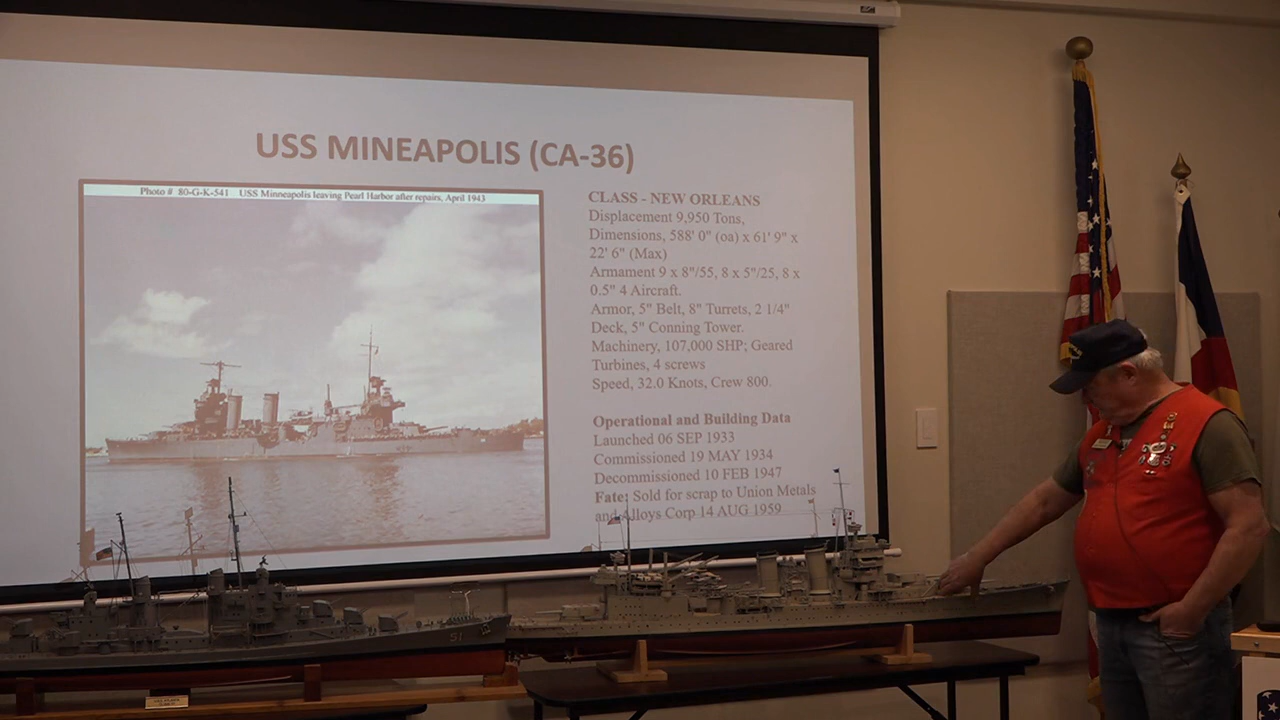 USS MINEAPOLIS (CA-36)
Photo # 80-G-K-541 USS Minneapolis leaving Pearl Harbor after repairs, April 1943
CLASS - NEW ORLEANS
Displacement 9,950 Tons,
Dimensions, 588' 0" (oa) x 61' 9" x
22' 6" (Max)
Armament 9 x 8"/55, 8 x 5"/25, 8 x
0.5" 4 Aircraft.
Armor, 5" Belt, 8" Turrets, 2 1/4"
Deck, 5" Conning Tower.
Machinery, 107,000 SHP; Geared
Turbines, 4 screws
Speed, 32.0 Knots, Crew 800.
Operational and Building Data
Launched 06 SEP 1933
Commissioned 19 MAY 1934
Decommissioned 10 FEB 1947
Fate: Sold for scrap to Union Metals
and Alloys Corp 14 AUG 1959
51